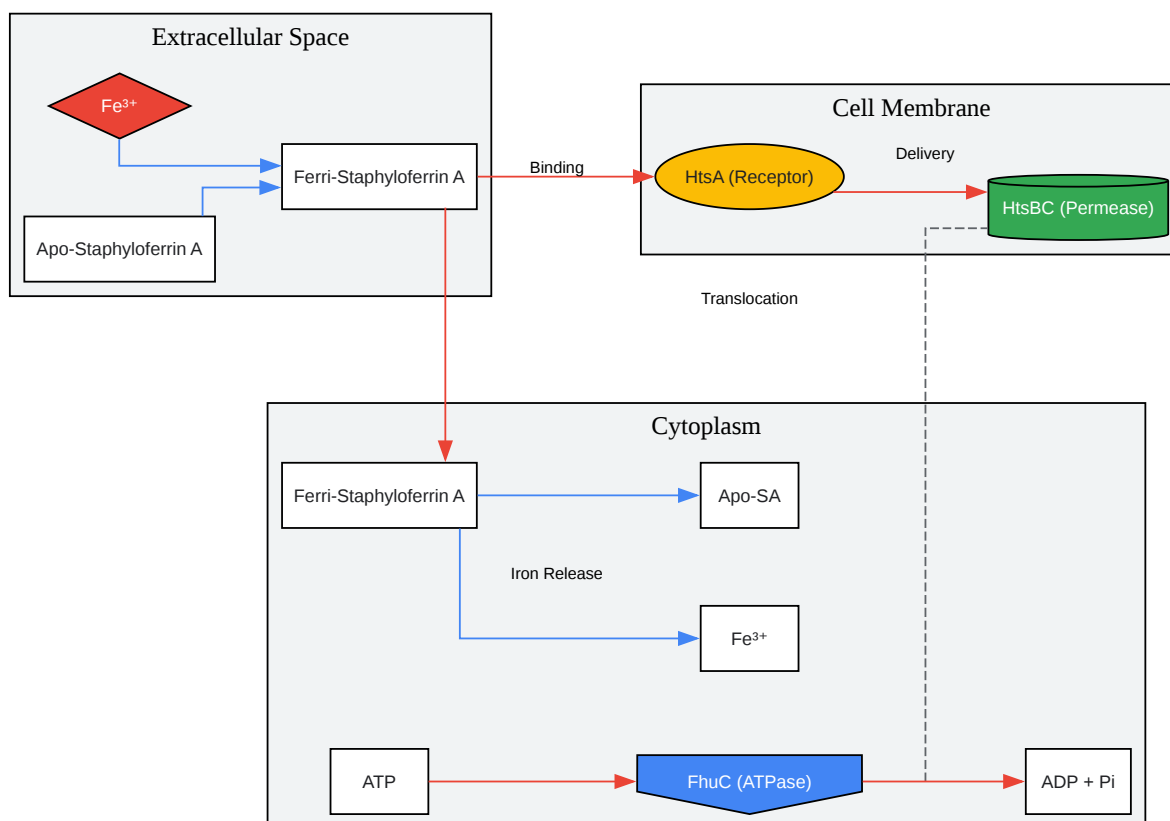 Extracellular Space
Fe³⁺
Ferri-Staphyloferrin A
Apo-Staphyloferrin A
Binding
Cell Membrane
HtsA (Receptor)
Delivery
HtsBC (Permease)
Translocation
Cytoplasm
Ferri-Staphyloferrin A
Apo-SA
Iron Release
Fe³⁺
ATP
FhuC (ATPase)
ADP + Pi